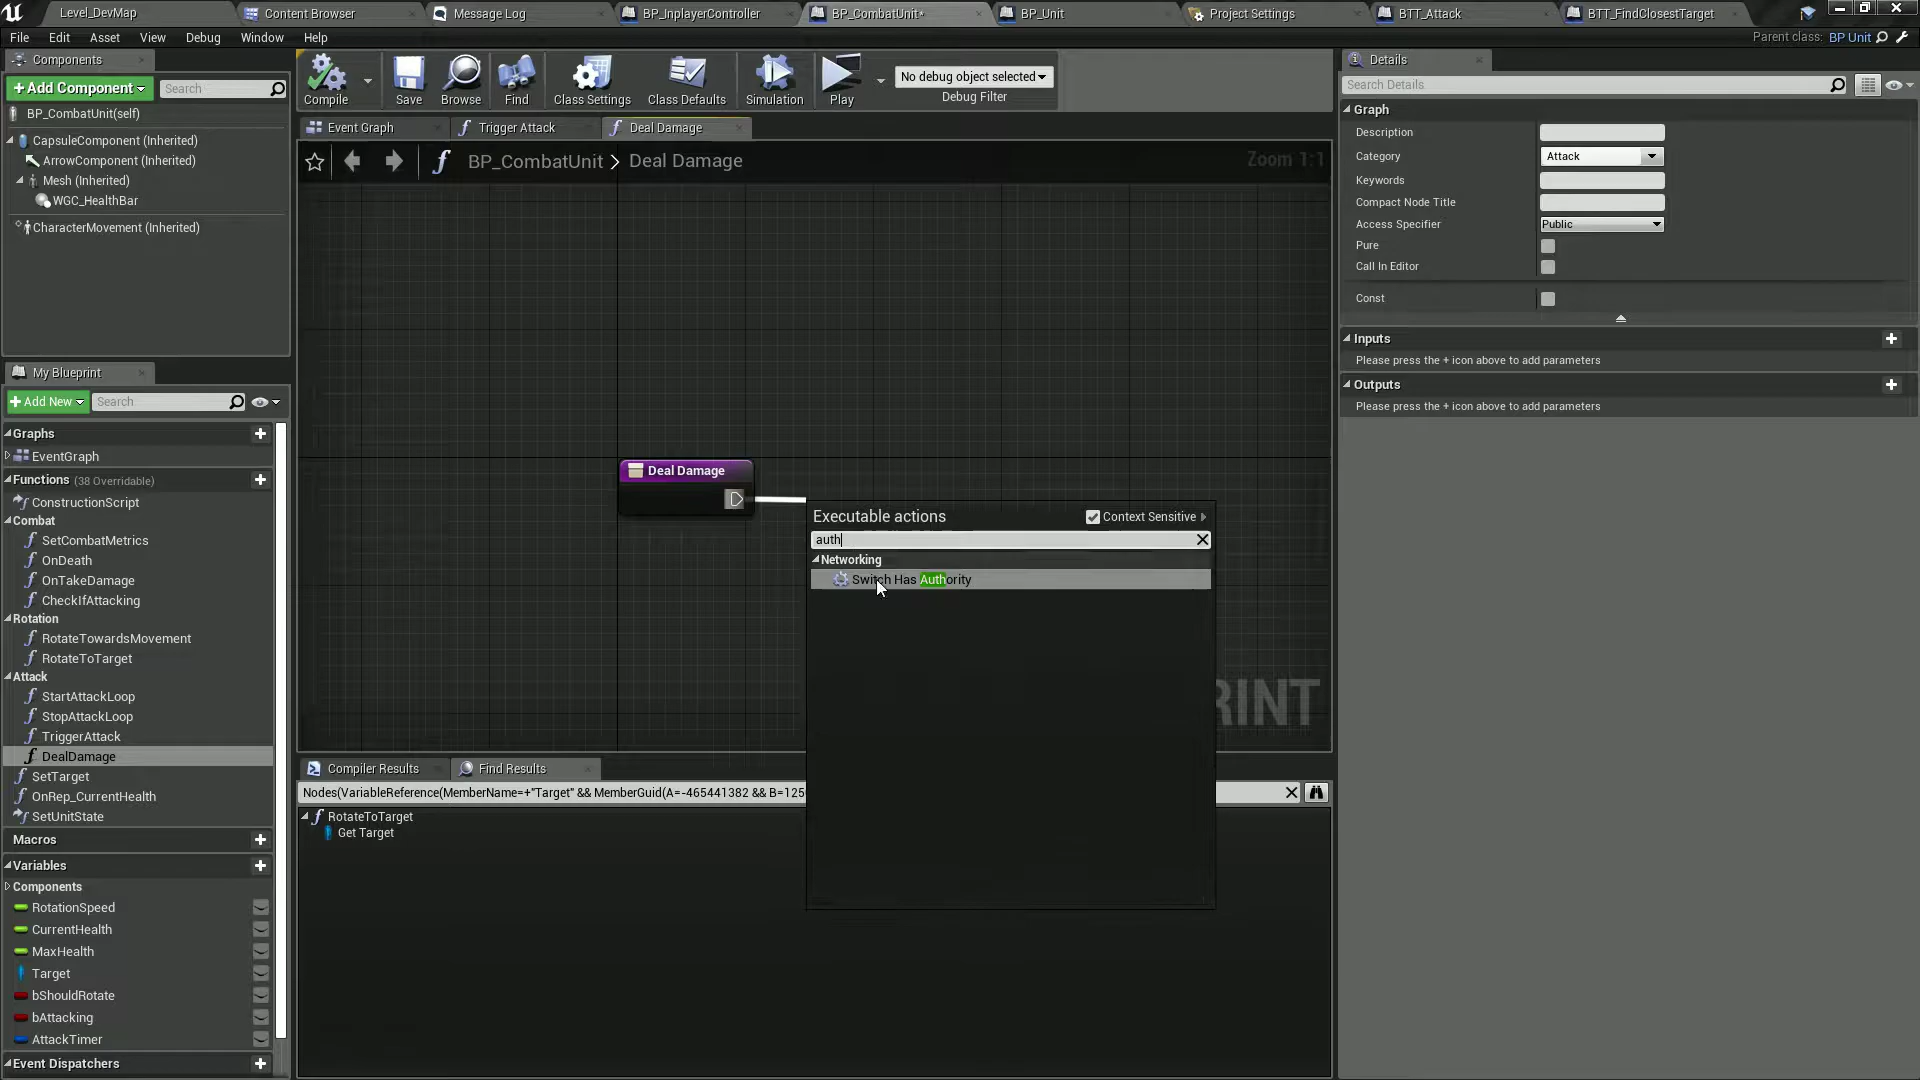 Level_DevMap
Content Browser
Message Log
BP_InplayerController
BP_CombatUnit*
BP_Unit
Project Settings
BTT_Attack
BTT_FindClosestTarget
File Edit Asset View Debug Window Help
Parent class: BP Unit
Components
+ Add Component
Search
BP_CombatUnit(self)
CapsuleComponent (Inherited)
ArrowComponent (Inherited)
Mesh (Inherited)
WGC_HealthBar
CharacterMovement (Inherited)
Compile
Save
Browse
Find
Class Settings
Class Defaults
Simulation
Play
No debug object selected
Debug Filter
Event Graph
Trigger Attack
Deal Damage
BP_CombatUnit > Deal Damage
Zoom 1:1
Deal Damage
Executable actions
Context Sensitive
auth
Networking
Switch Has Authority
RINT
My Blueprint
+ Add New
Search
Graphs
EventGraph
Functions (38 Overridable)
ConstructionScript
Combat
SetCombatMetrics
OnDeath
OnTakeDamage
CheckIfAttacking
Rotation
RotateTowardsMovement
RotateToTarget
Attack
StartAttackLoop
StopAttackLoop
TriggerAttack
DealDamage
SetTarget
OnRep_CurrentHealth
SetUnitState
Macros
Variables
Components
RotationSpeed
CurrentHealth
MaxHealth
Target
bShouldRotate
bAttacking
AttackTimer
Event Dispatchers
Compiler Results
Find Results
Nodes(VariableReference(MemberName=+"Target" && MemberGuid(A=-465441382 && B=125
RotateToTarget
Get Target
Details
Search Details
Graph
Description
Category Attack
Keywords
Compact Node Title
Access Specifier Public
Pure
Call In Editor
Const
Inputs
Please press the + icon above to add parameters
Outputs
Please press the + icon above to add parameters